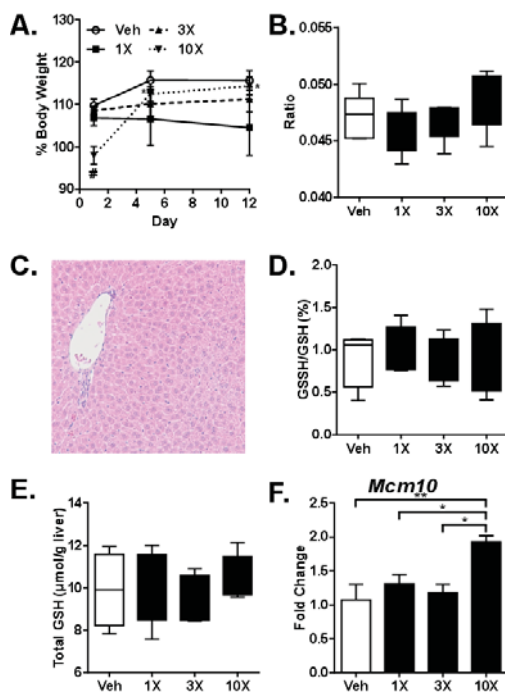 A.
Veh 3X
1X 10X
% Body Weight
130
120
110
100
90
*
*
#
0 2 4 6 8 10 12
Day
B.
Ratio
0.055
0.050
0.045
0.040
Veh 1X 3X 10X
C.
D.
GSSH/GSH (%)
2.0
1.5
1.0
0.5
0.0
Veh 1X 3X 10X
E.
Total GSH (µmol/g liver)
14
12
10
8
6
Veh 1X 3X 10X
F.
Mcm10
**
*
*
Fold Change
2.5
2.0
1.5
1.0
0.5
0.0
Veh 1X 3X 10X